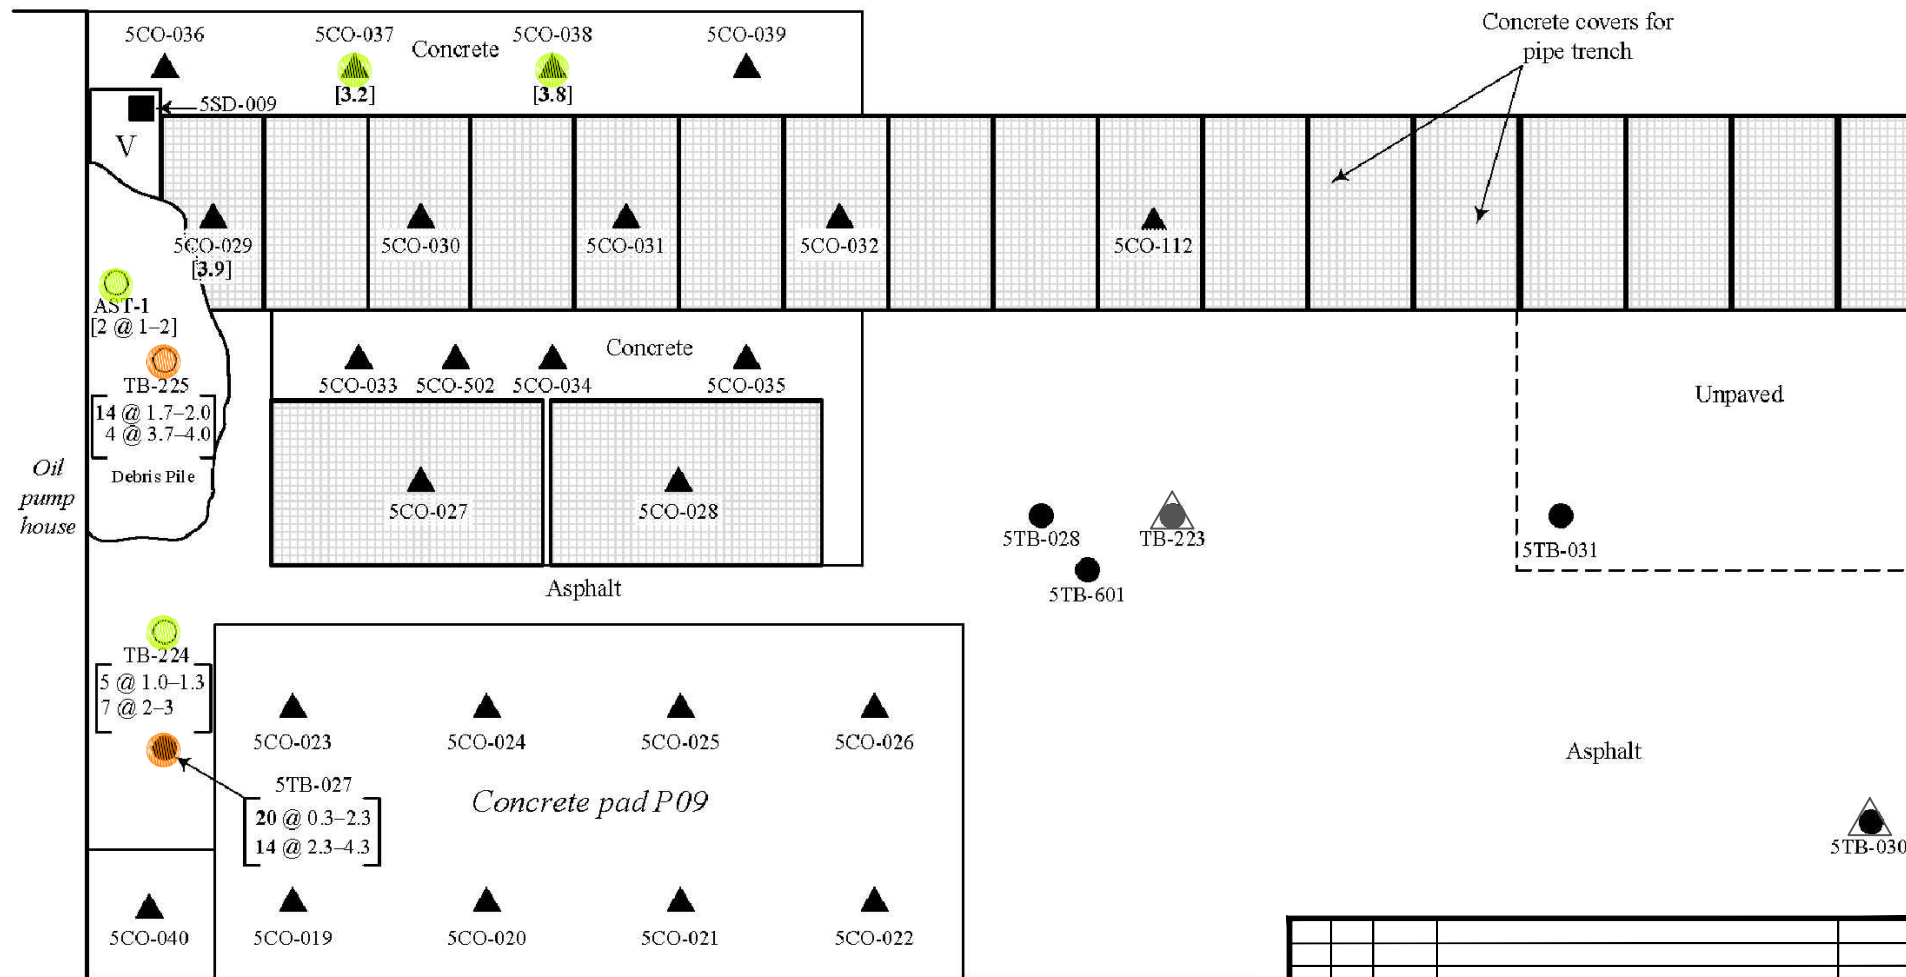 Concrete covers for
pipe trench
5CO-036
5CO-037
Concrete
5CO-038
5CO-039
[3.2]
[3.8]
5SD-009
V
5CO-029
[3.9]
5CO-030
5CO-031
5CO-032
5CO-112
AST-1
[2 @ 1–2]
TB-225
14 @ 1.7–2.0
4 @ 3.7–4.0
Debris Pile
Oil
pump
house
Concrete
5CO-033
5CO-502
5CO-034
5CO-035
5CO-027
5CO-028
Asphalt
Unpaved
5TB-028
TB-223
5TB-031
5TB-601
TB-224
5 @ 1.0–1.3
7 @ 2–3
5CO-023
5CO-024
5CO-025
5CO-026
5TB-027
20 @ 0.3–2.3
14 @ 2.3–4.3
Concrete pad P09
Asphalt
5TB-030
5CO-040
5CO-019
5CO-020
5CO-021
5CO-022